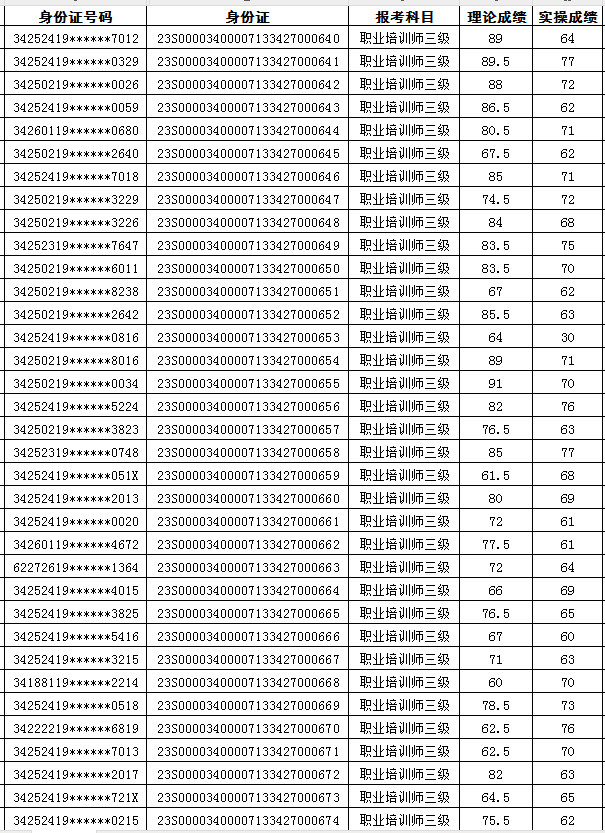 身份证号码 身份证 报考科目 理论成绩 实操成绩
34252419******7012 23S00003400007133427000640 职业培训师三级 89 64
34252419******0329 23S00003400007133427000641 职业培训师三级 89.5 77
34250219******0026 23S00003400007133427000642 职业培训师三级 88 72
34252419******0059 23S00003400007133427000643 职业培训师三级 86.5 62
34260119******0680 23S00003400007133427000644 职业培训师三级 80.5 71
34250219******2640 23S00003400007133427000645 职业培训师三级 67.5 62
34252419******7018 23S00003400007133427000646 职业培训师三级 85 71
34250219******3229 23S00003400007133427000647 职业培训师三级 74.5 72
34250219******3226 23S00003400007133427000648 职业培训师三级 84 68
34252319******7647 23S00003400007133427000649 职业培训师三级 83.5 75
34250219******6011 23S00003400007133427000650 职业培训师三级 83.5 70
34250219******8238 23S00003400007133427000651 职业培训师三级 67 62
34250219******2642 23S00003400007133427000652 职业培训师三级 85.5 63
34252419******0816 23S00003400007133427000653 职业培训师三级 64 30
34250219******8016 23S00003400007133427000654 职业培训师三级 89 71
34250219******0034 23S00003400007133427000655 职业培训师三级 91 70
34252419******5224 23S00003400007133427000656 职业培训师三级 82 76
34250219******3823 23S00003400007133427000657 职业培训师三级 76.5 63
34252319******0748 23S00003400007133427000658 职业培训师三级 85 77
34252419******051X 23S00003400007133427000659 职业培训师三级 61.5 68
34252419******2013 23S00003400007133427000660 职业培训师三级 80 69
34252419******0020 23S00003400007133427000661 职业培训师三级 72 61
34260119******4672 23S00003400007133427000662 职业培训师三级 77.5 61
62272619******1364 23S00003400007133427000663 职业培训师三级 72 64
34252419******4015 23S00003400007133427000664 职业培训师三级 66 69
34252419******3825 23S00003400007133427000665 职业培训师三级 76.5 65
34252419******5416 23S00003400007133427000666 职业培训师三级 67 60
34252419******3215 23S00003400007133427000667 职业培训师三级 71 63
34188119******2214 23S00003400007133427000668 职业培训师三级 60 70
34252419******0518 23S00003400007133427000669 职业培训师三级 78.5 73
34222219******6819 23S00003400007133427000670 职业培训师三级 62.5 76
34252419******7013 23S00003400007133427000671 职业培训师三级 62.5 70
34252419******2017 23S00003400007133427000672 职业培训师三级 82 63
34252419******721X 23S00003400007133427000673 职业培训师三级 64.5 65
34252419******0215 23S00003400007133427000674 职业培训师三级 75.5 62